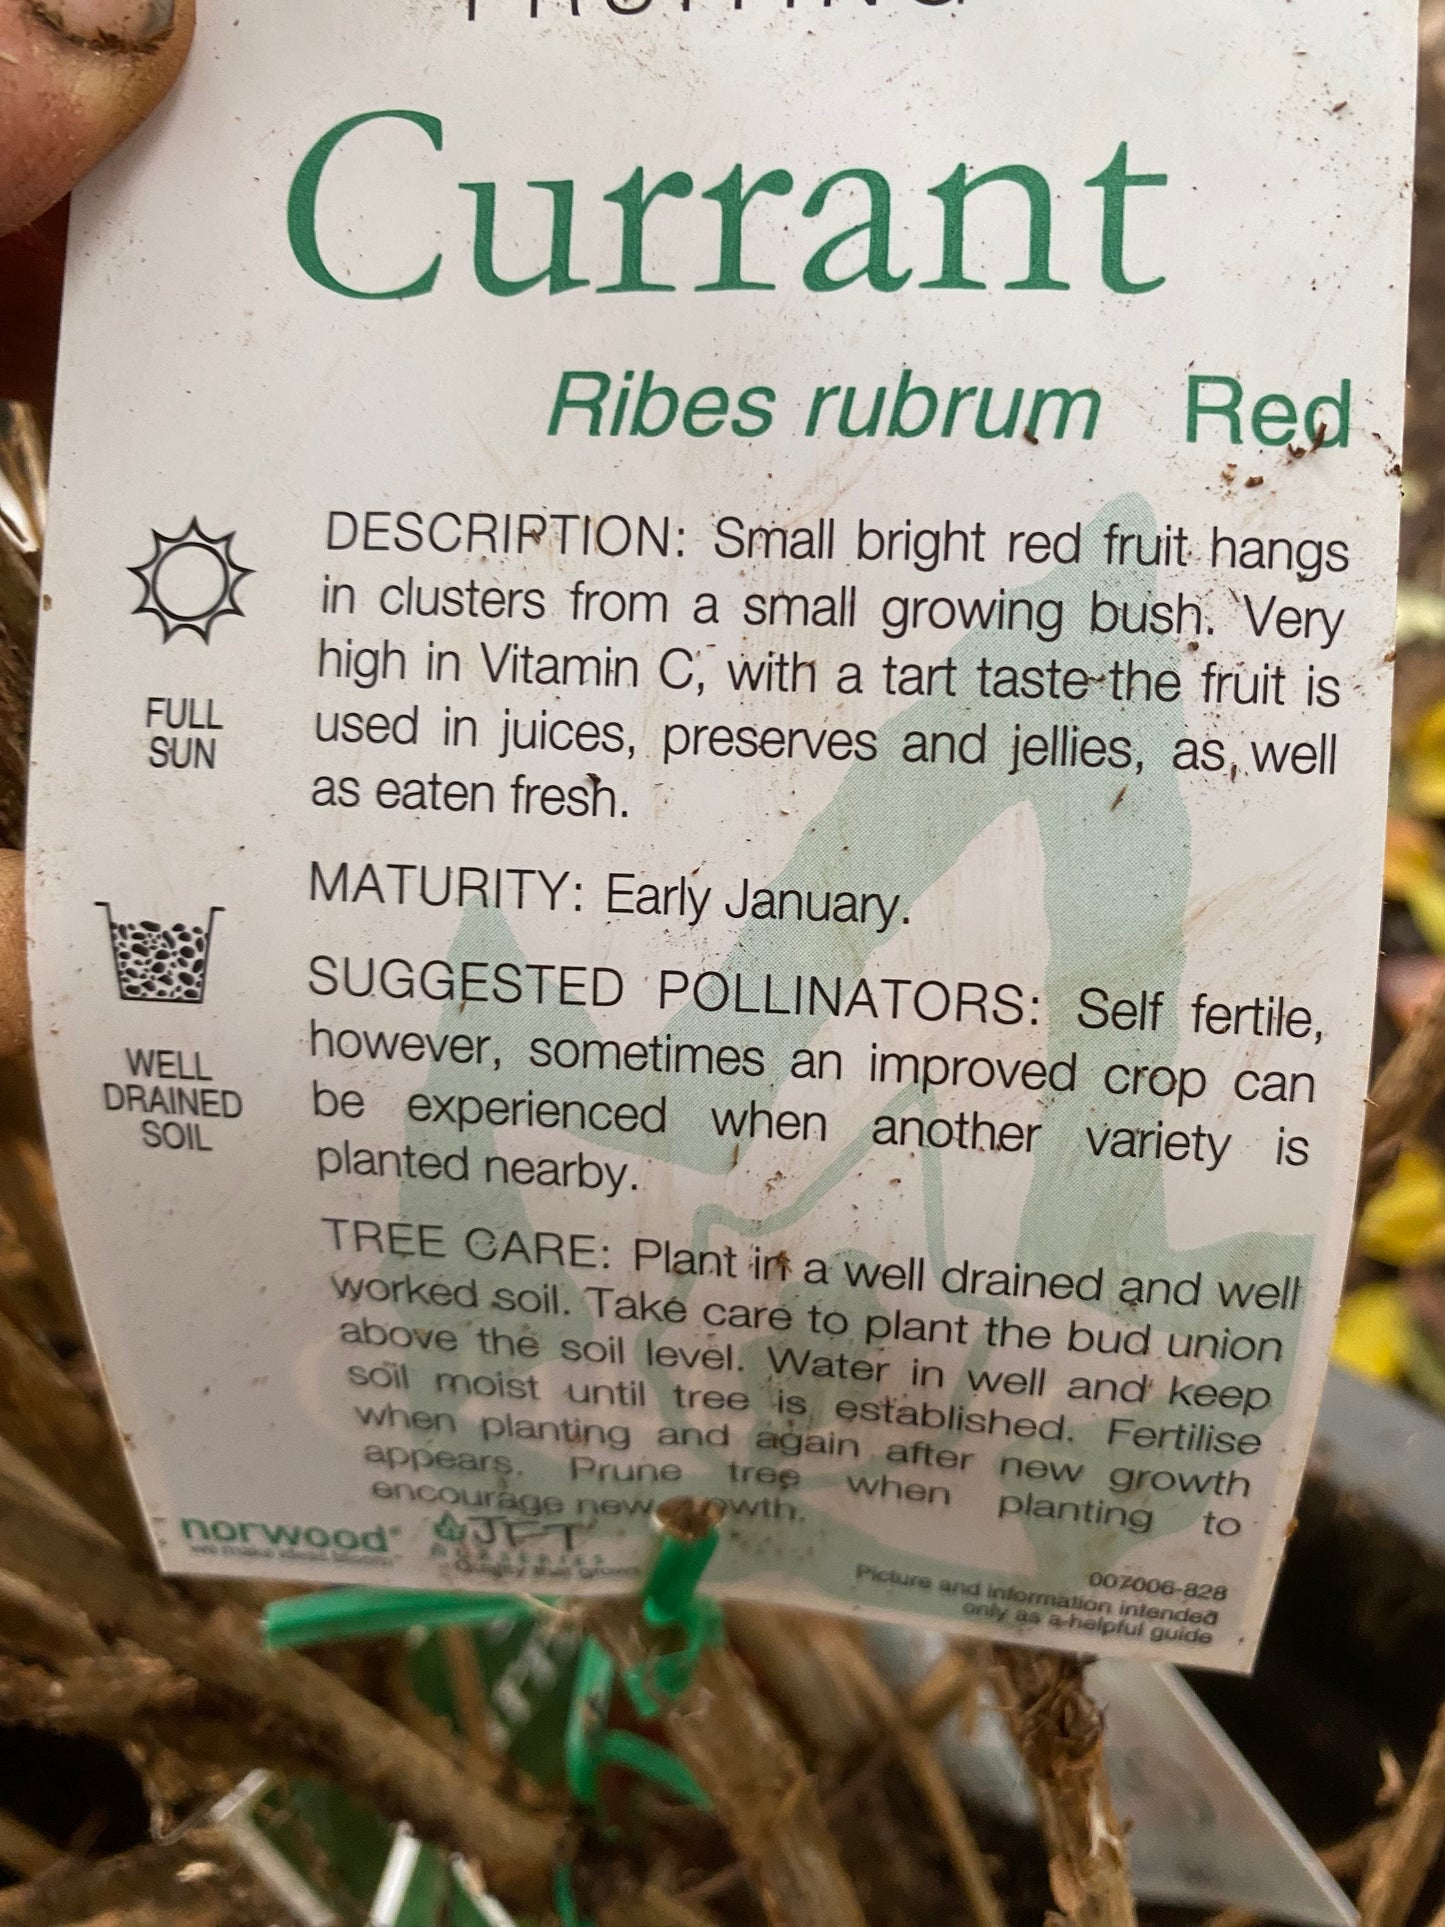 FRUITING
Currant
Ribes rubrum Red
DESCRIPTION: Small bright red fruit hangs
in clusters from a small growing bush. Very
high in Vitamin C, with a tart taste the fruit is
used in juices, preserves and jellies, as well
as eaten fresh.
FULL
SUN
MATURITY: Early January.
SUGGESTED POLLINATORS: Self fertile,
however, sometimes an improved crop can
be experienced when another variety is
planted nearby.
WELL
DRAINED
SOIL
TREE CARE: Plant in a well drained and well
worked soil. Take care to plant the bud union
above the soil level. Water in well and keep
soil moist until tree is established. Fertilise
when planting and again after new growth
appears. Prune tree when planting to
encourage new growth.
norwood
JFT
007006-828
Picture and information intended
only as a helpful guide